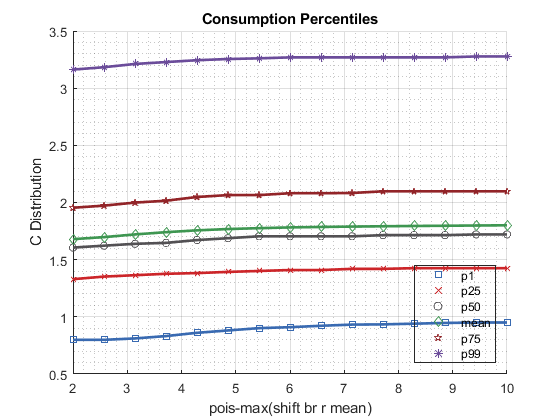 Consumption Percentiles
3.5
3
2.5
2
1.5
1
0.5
C Distribution
p1
p25
p50
mean
p75
p99
2 3 4 5 6 7 8 9 10
pois-max(shift br r mean)